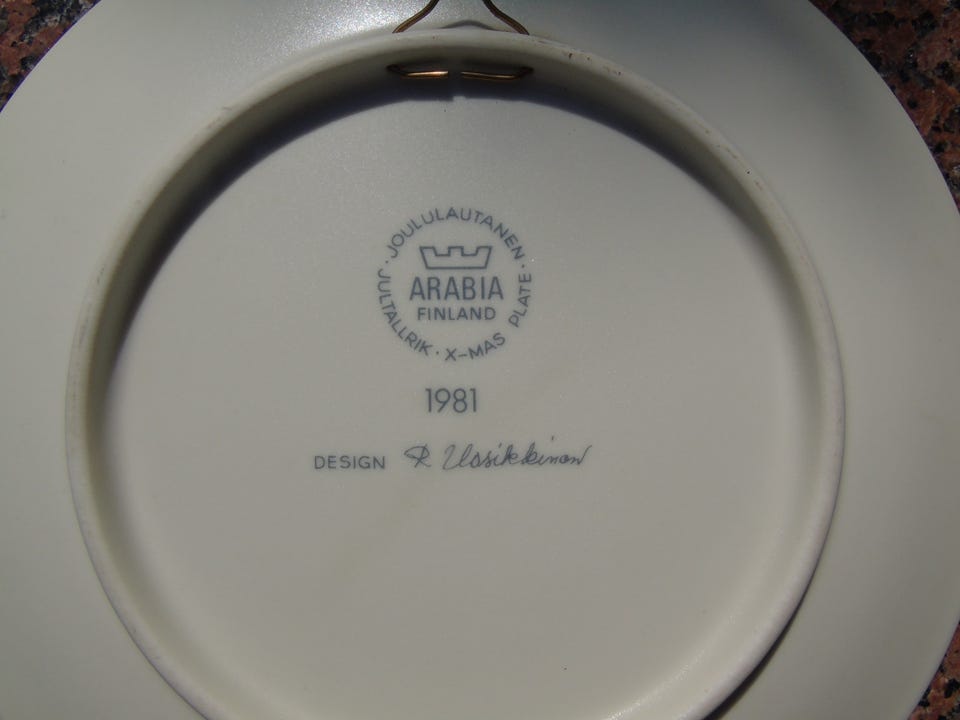 JOULULAUTANEN · X-MAS PLATE · JULTALLRIK ·
ARABIA
FINLAND
1981
DESIGN R Uosikkinen